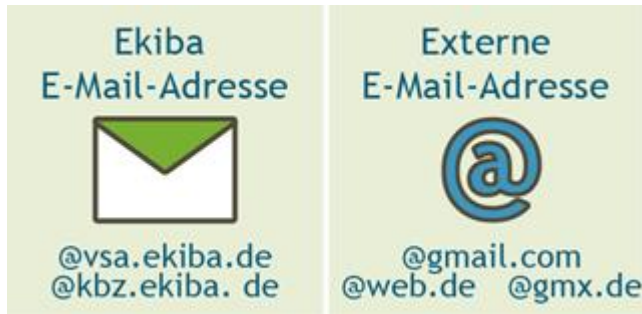 Ekiba
E-Mail-Adresse
@vsa.ekiba.de
@kbz.ekiba. de
Externe
E-Mail-Adresse
@
@gmail.com
@web.de @gmx.de